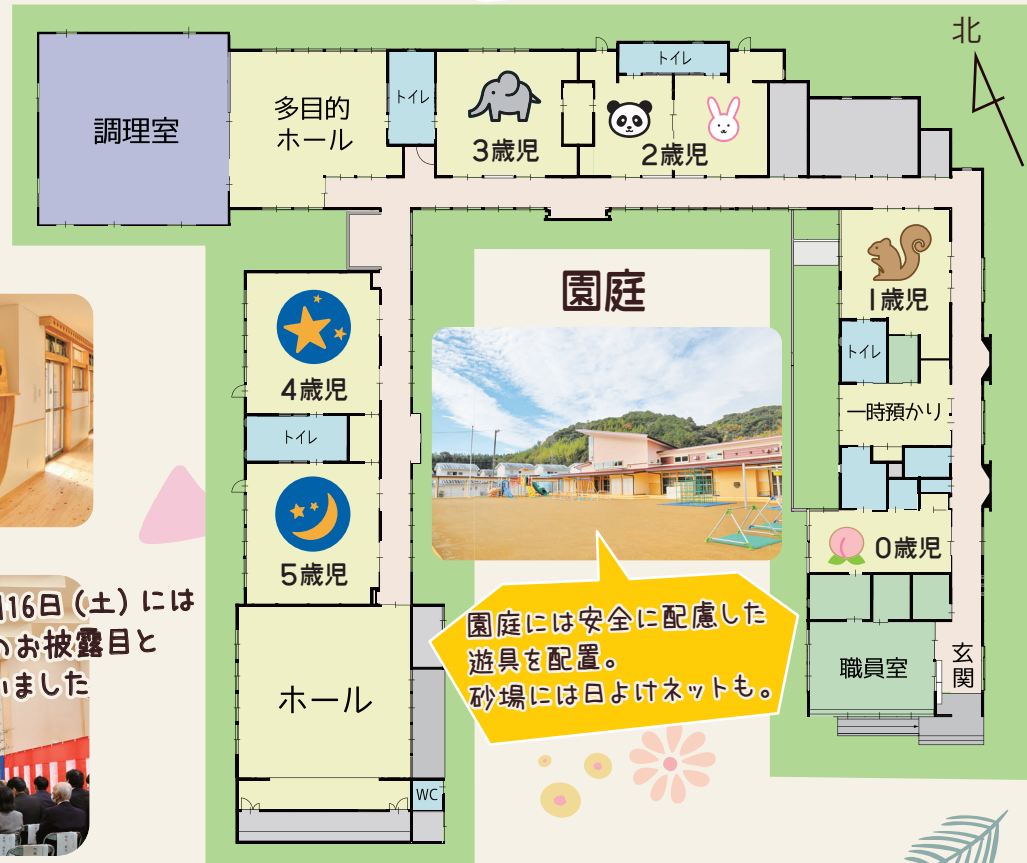 北
調理室
多目的
ホール
トイレ
3歳児
トイレ
2歳児
1歳児
トイレ
一時預かり
0歳児
職員室
玄関
園庭
4歳児
トイレ
5歳児
ホール
WC
園庭には安全に配慮した
遊具を配置。
砂場には日よけネットも。
月16日(土)には
のお披露目と
いました